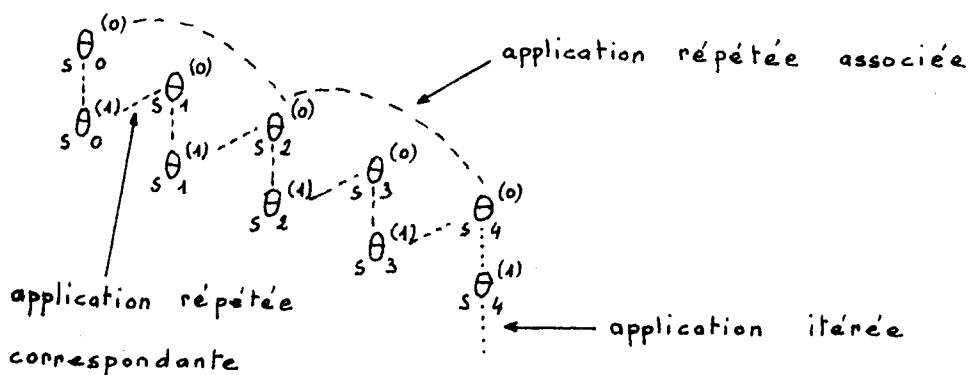 sθ₀⁽⁰⁾
application répétée associée
sθ₁⁽⁰⁾
sθ₀⁽¹⁾
sθ₂⁽⁰⁾
sθ₁⁽¹⁾
sθ₃⁽⁰⁾
sθ₂⁽¹⁾
sθ₄⁽⁰⁾
sθ₃⁽¹⁾
sθ₄⁽¹⁾
application répétée
correspondante
application itérée